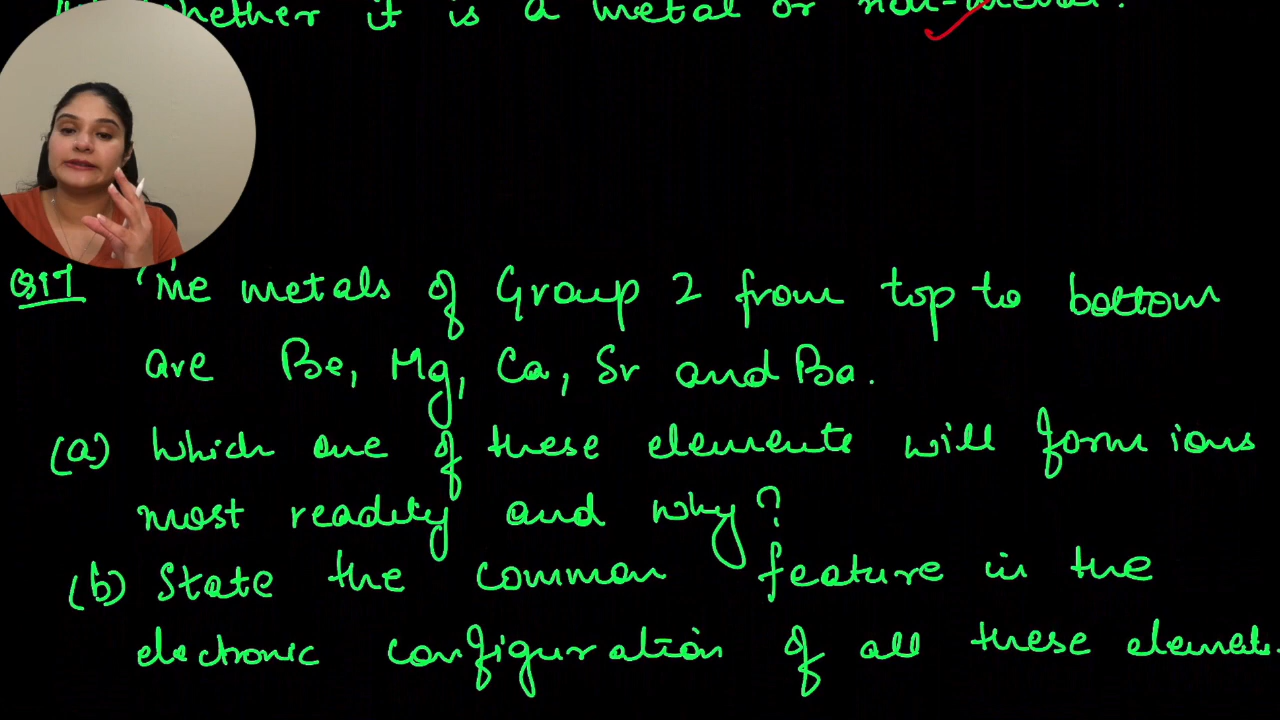 whether it is a metal or non-metal?
Q17 The metals of Group 2 from top to bottom
are Be, Mg, Ca, Sr and Ba.
(a) Which one of these elements will form ions
most readily and why?
(b) State the common feature in the
electronic configuration of all these elements.